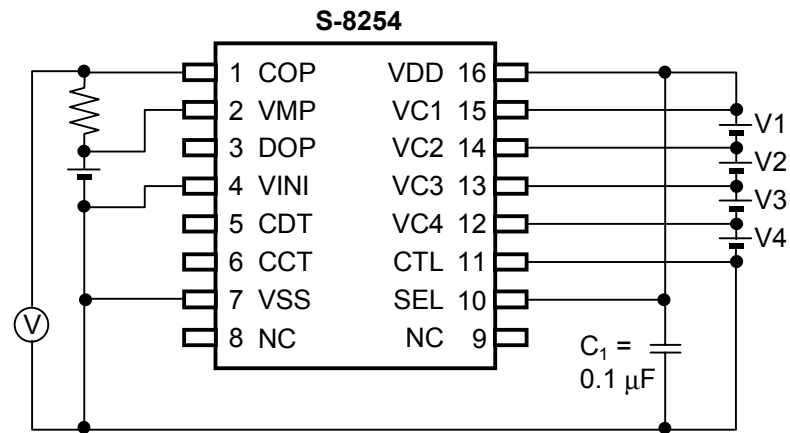 S-8254
1 COP VDD 16
2 VMP VC1 15
3 DOP VC2 14
4 VINI VC3 13
5 CDT VC4 12
6 CCT CTL 11
7 VSS SEL 10
8 NC NC 9
V1
V2
V3
V4
V
C₁ =
0.1 μF